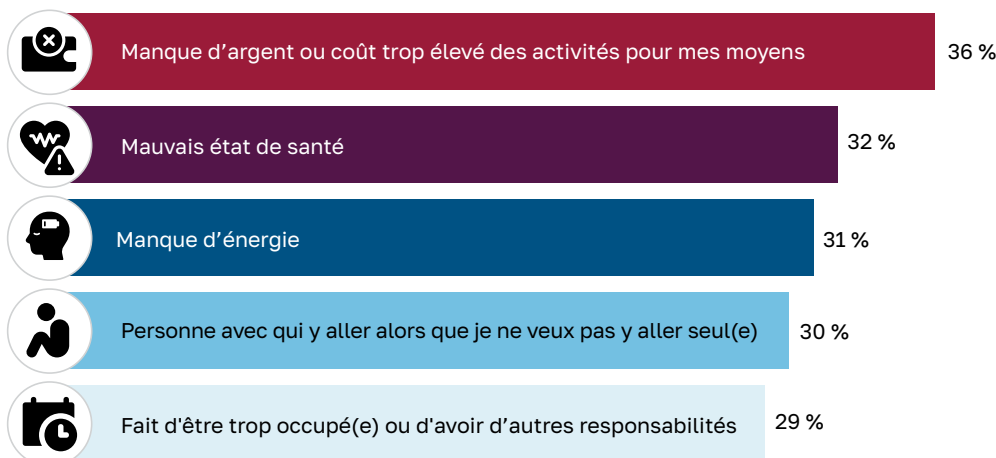 Manque d’argent ou coût trop élevé des activités pour mes moyens 36 %
Mauvais état de santé 32 %
Manque d’énergie 31 %
Personne avec qui y aller alors que je ne veux pas y aller seul(e) 30 %
Fait d'être trop occupé(e) ou d'avoir d’autres responsabilités 29 %